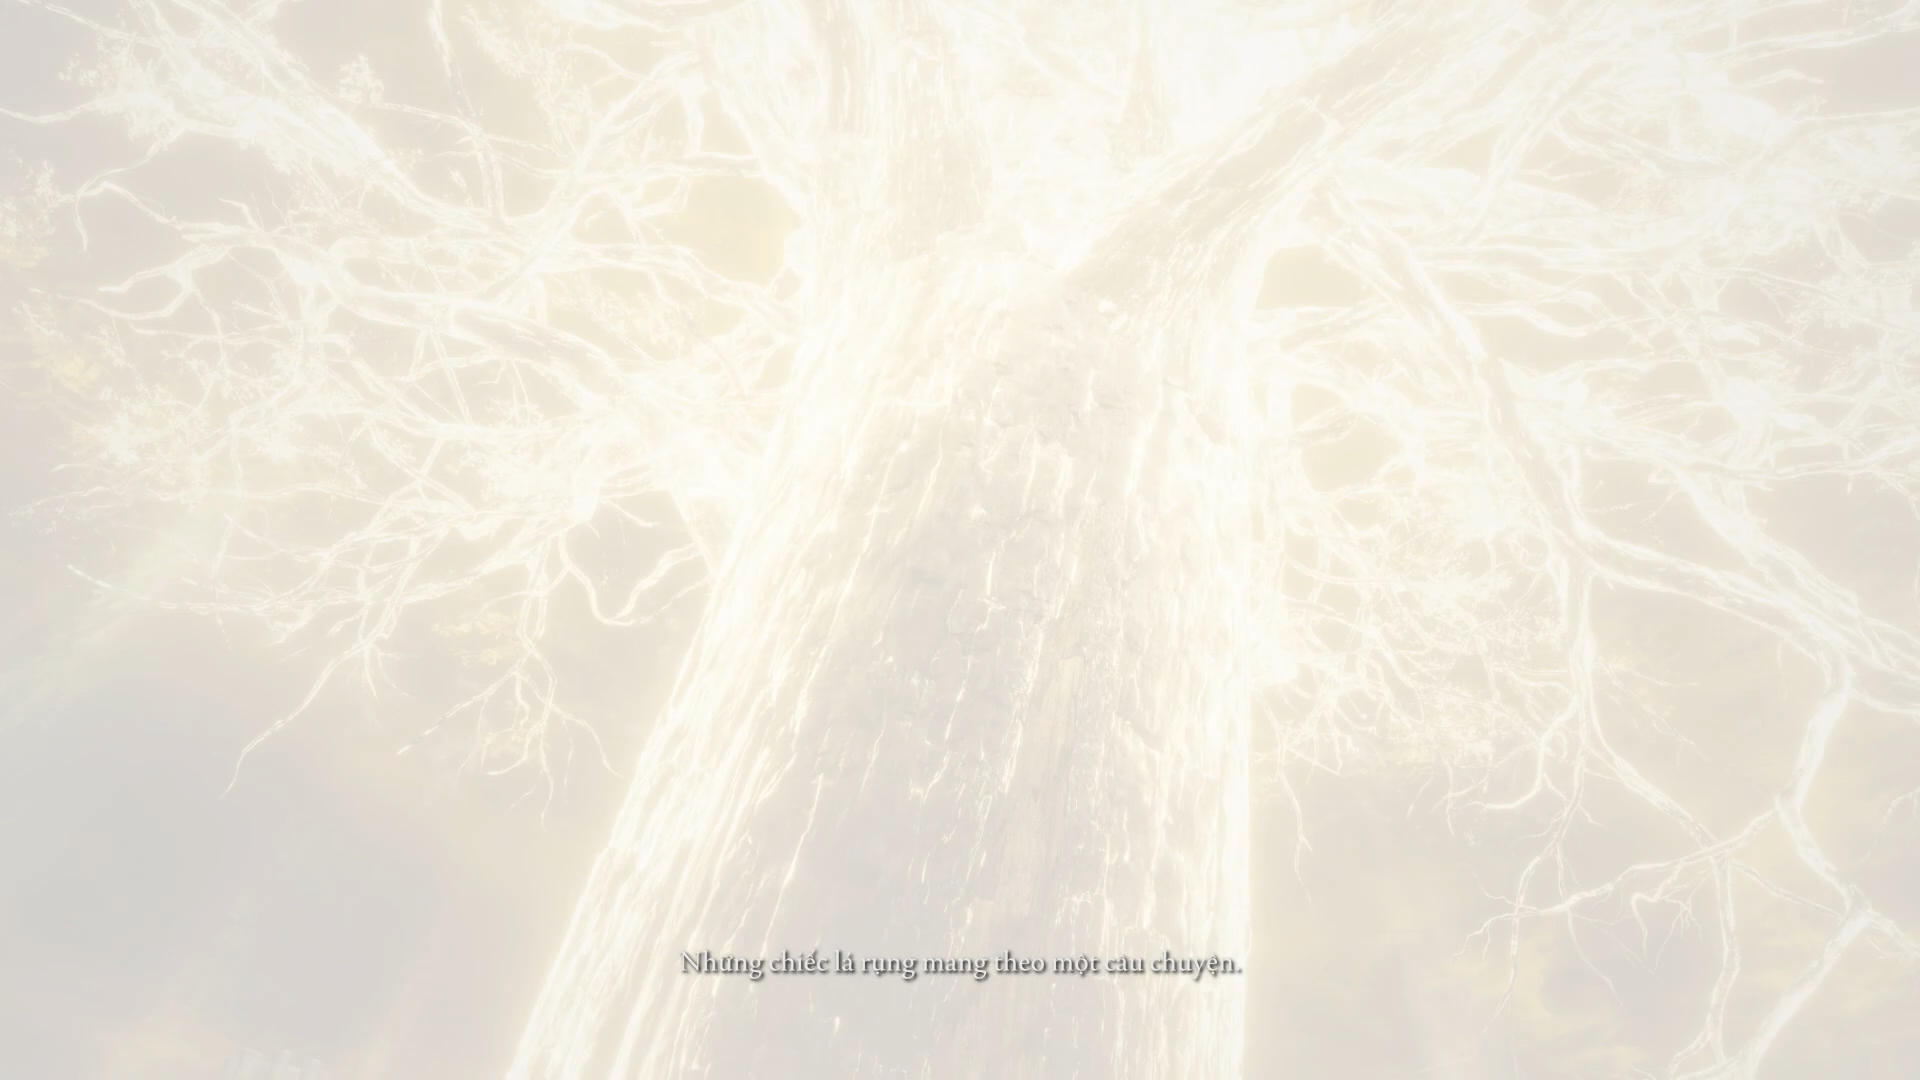 Những chiếc lá rụng mang theo một câu chuyện.